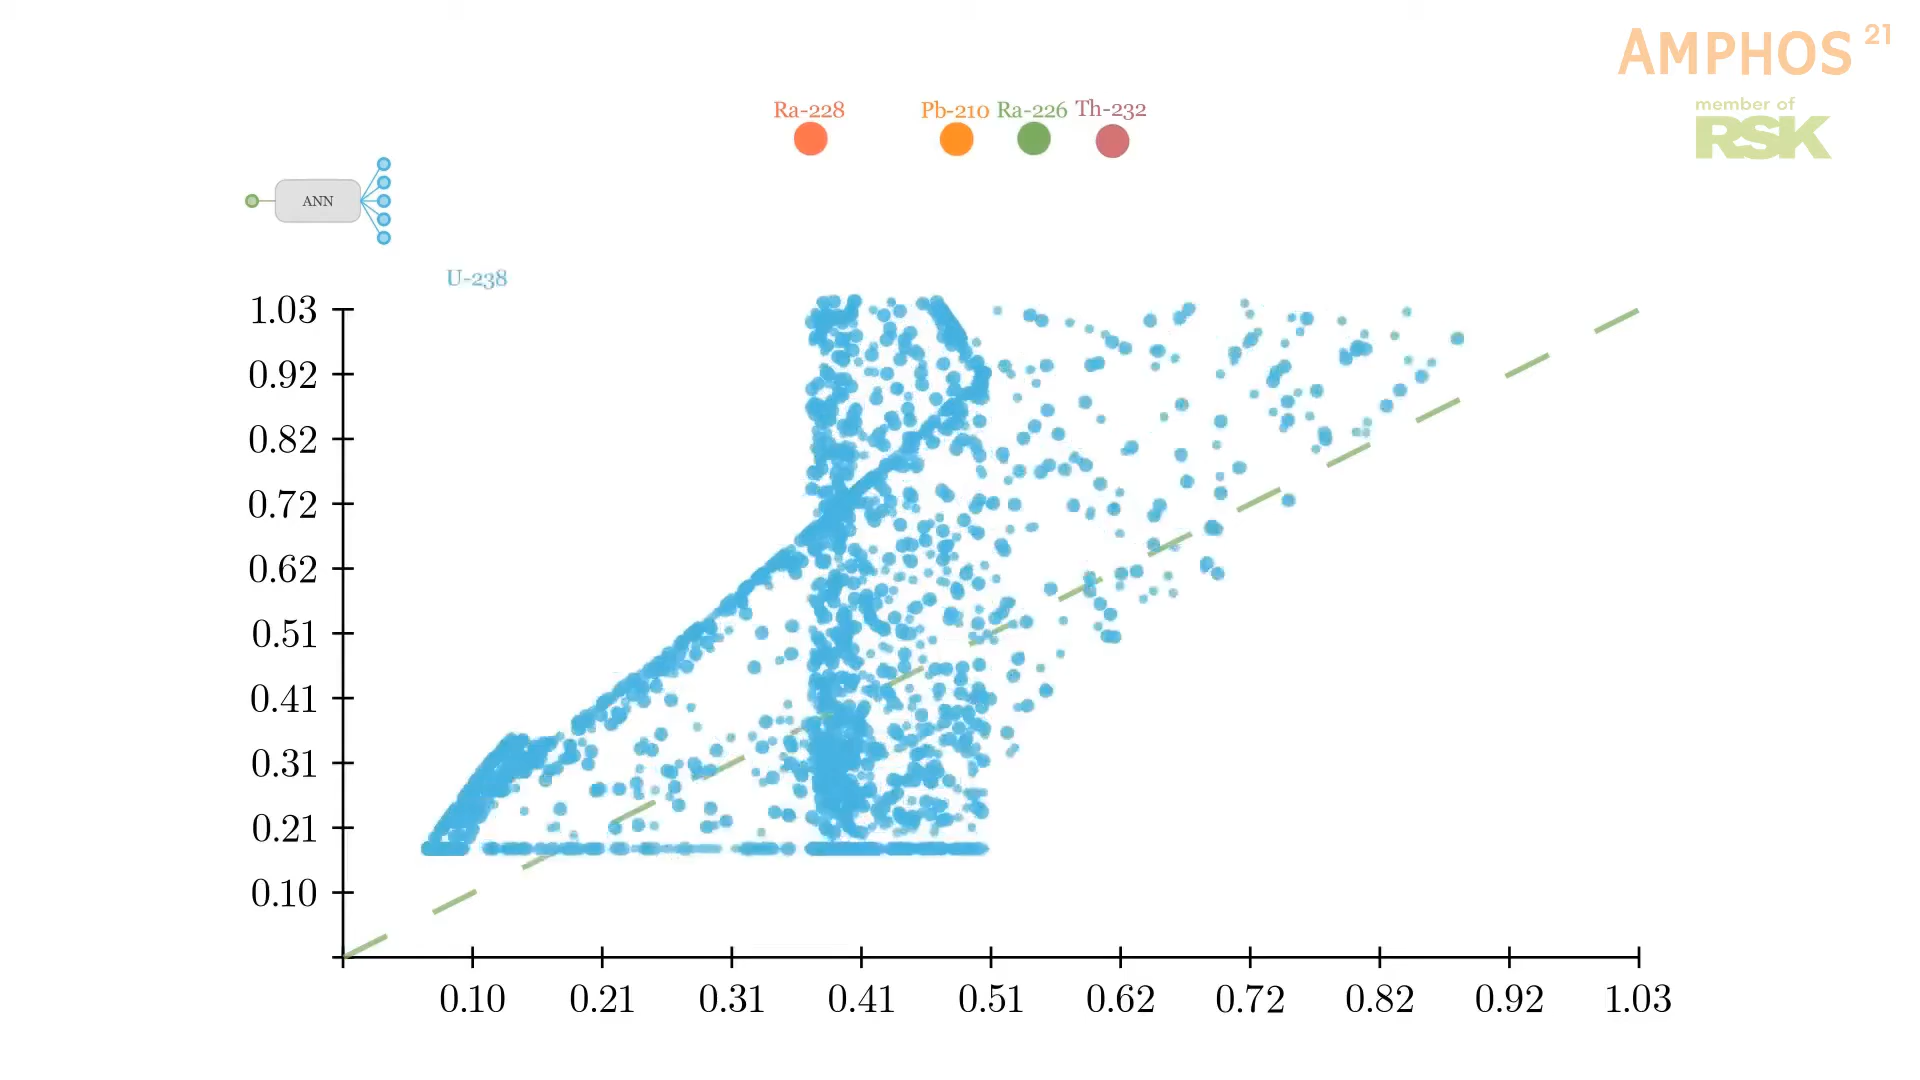 AMPHOS 21
member of
RSK
Ra-228 Pb-210 Ra-226 Th-232
ANN
U-238
1.03
0.92
0.82
0.72
0.62
0.51
0.41
0.31
0.21
0.10
0.10 0.21 0.31 0.41 0.51 0.62 0.72 0.82 0.92 1.03